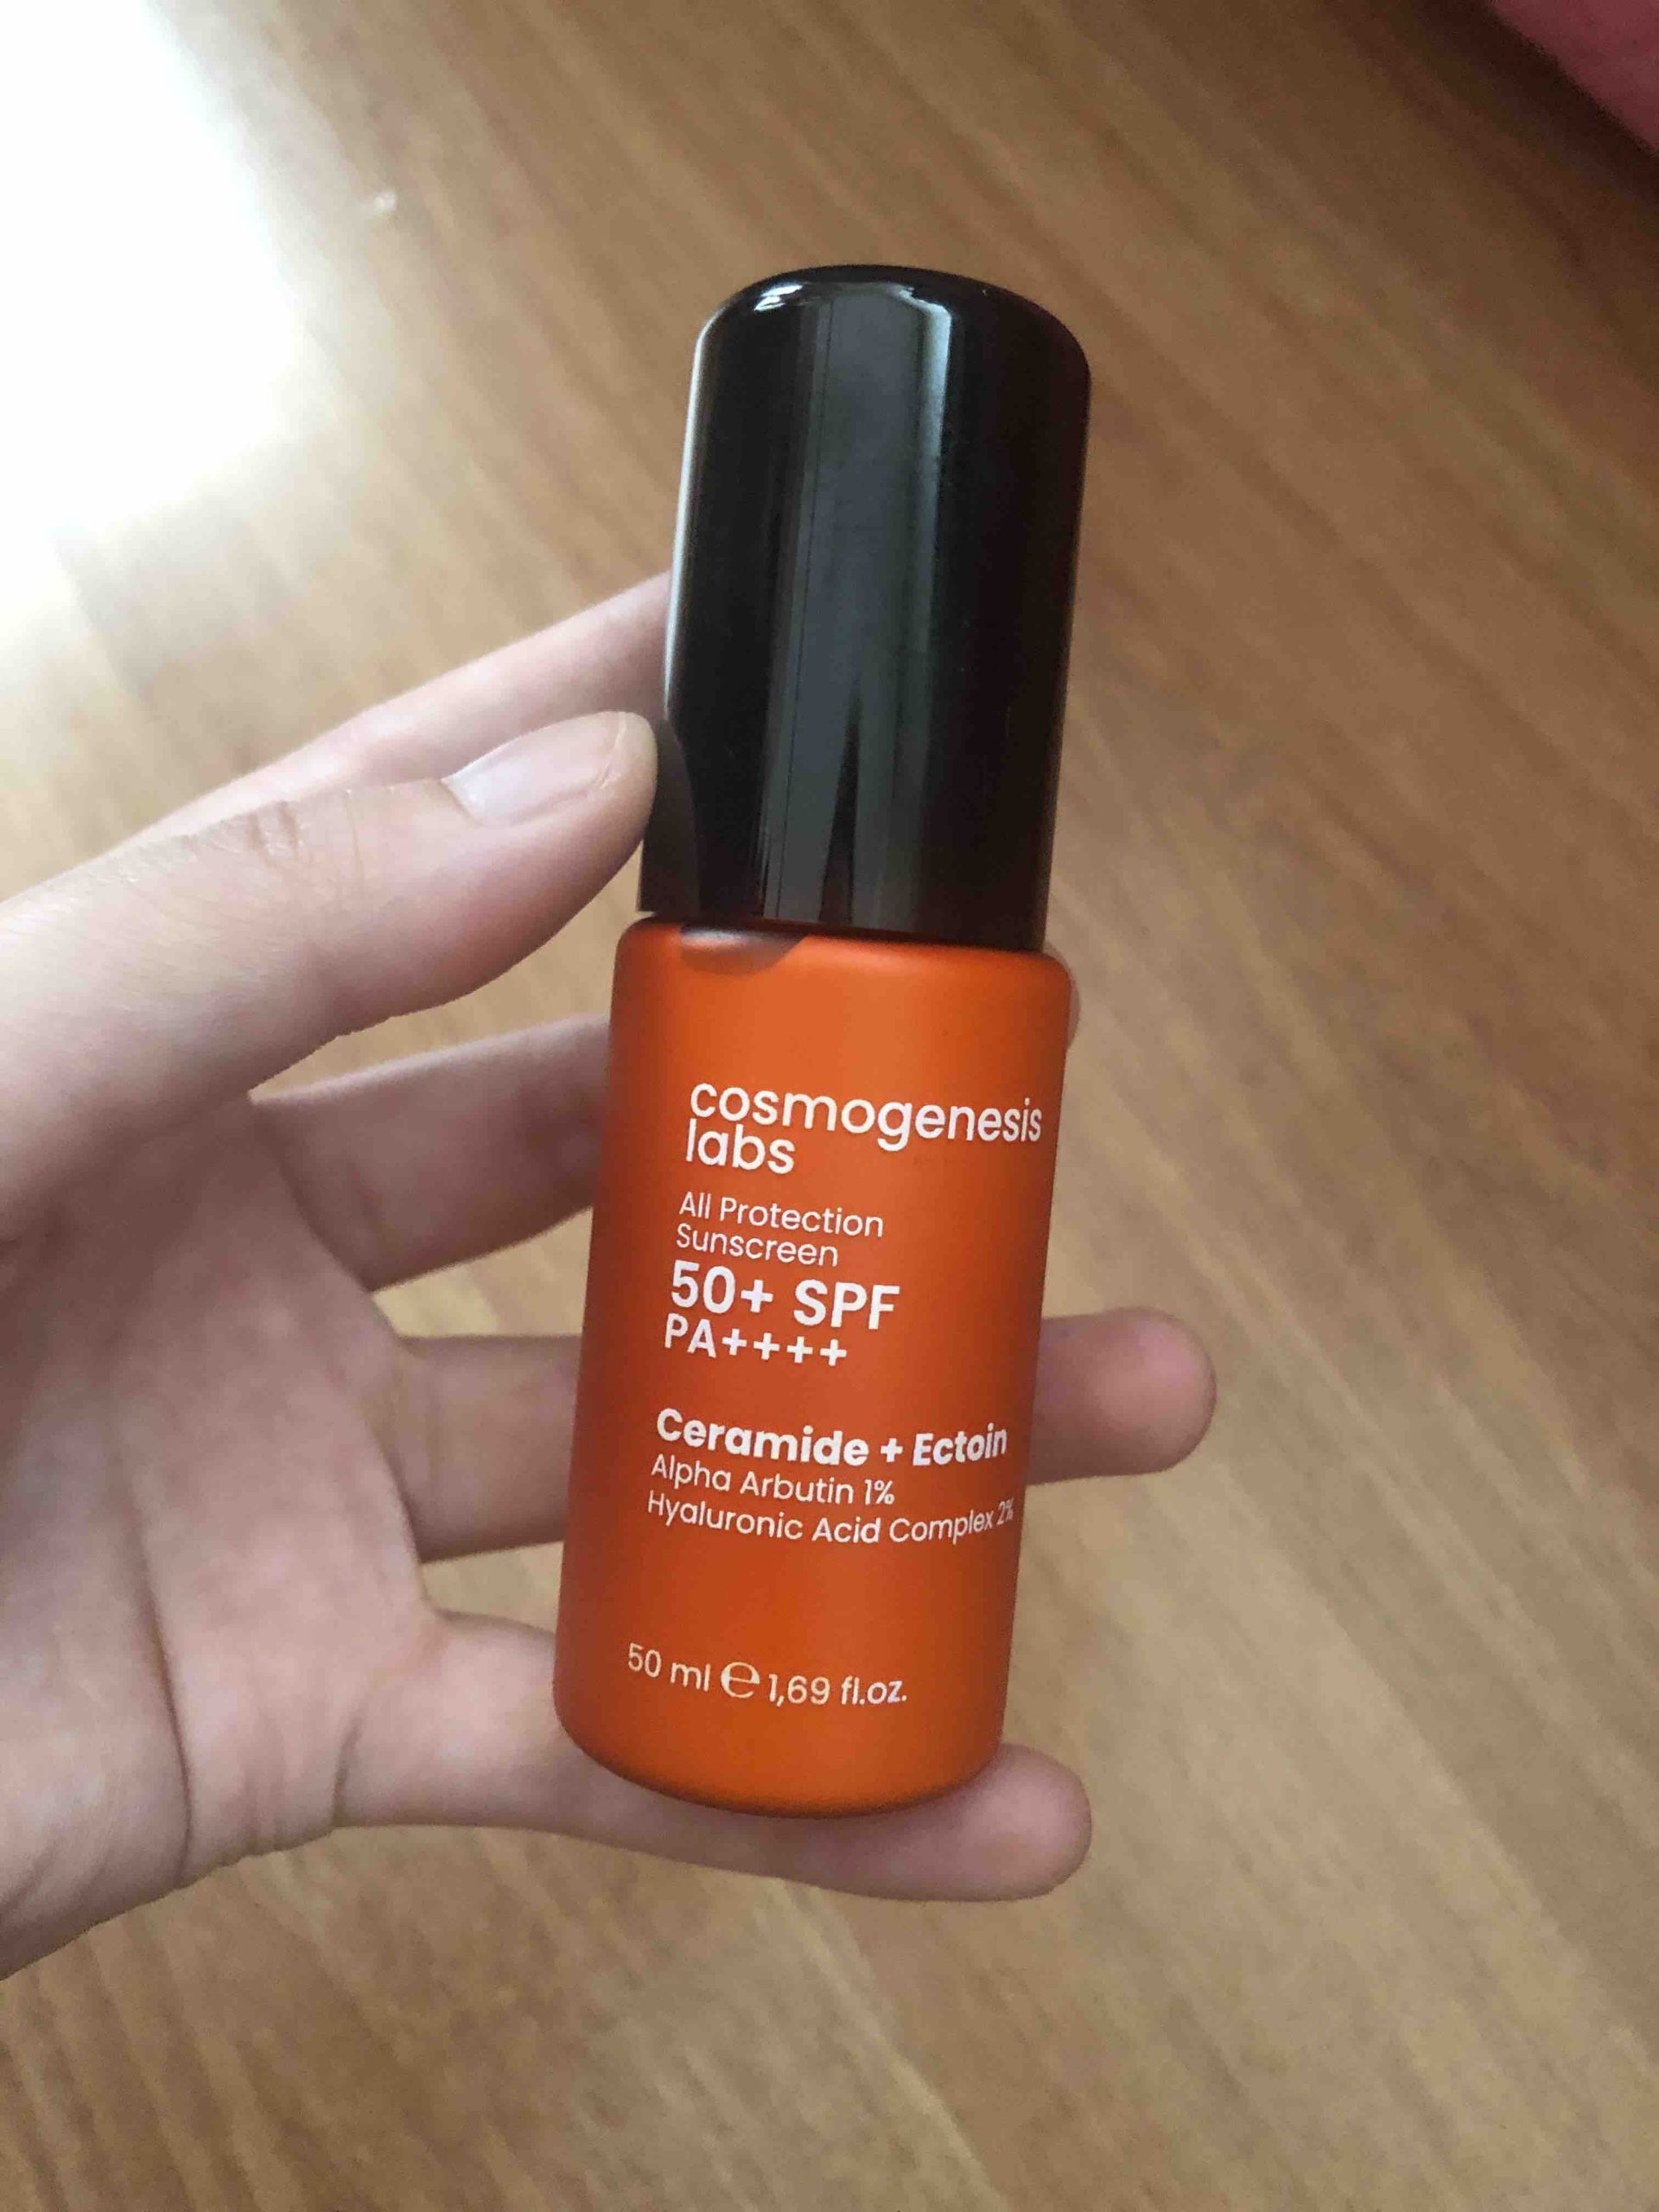 cosmogenesis
labs
All Protection
Sunscreen
50+ SPF
PA++++
Ceramide + Ectoin
Alpha Arbutin 1%
Hyaluronic Acid Complex 2%
50 ml ℮ 1,69 fl.oz.